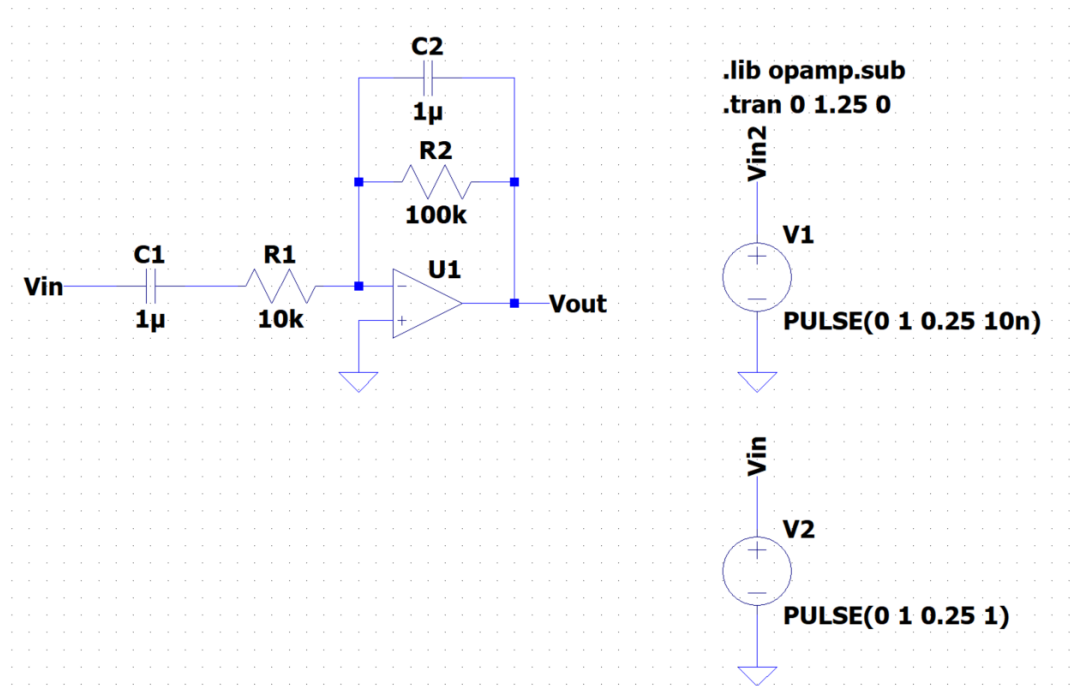 C2
1µ
R2
100k
C1
1µ
R1
10k
U1
Vin
Vout
.lib opamp.sub
.tran 0 1.25 0
Vin2
V1
PULSE(0 1 0.25 10n)
Vin
V2
PULSE(0 1 0.25 1)